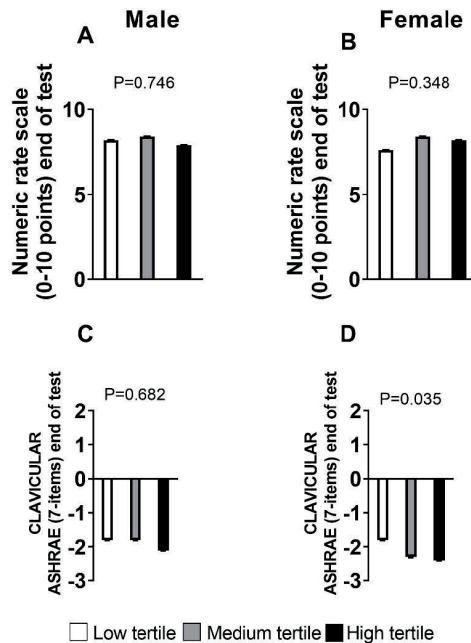 Male
Female
A
B
P=0.746
P=0.348
Numeric rate scale
(0-10 points) end of test
10
5
0
Numeric rate scale
(0-10 points) end of test
10
5
0
C
D
P=0.682
P=0.035
CLAVICULAR
ASHRAE (7-items) end of test
2
1
0
-1
-2
-3
CLAVICULAR
ASHRAE (7-items) end of test
2
1
0
-1
-2
-3
Low tertile Medium tertile High tertile